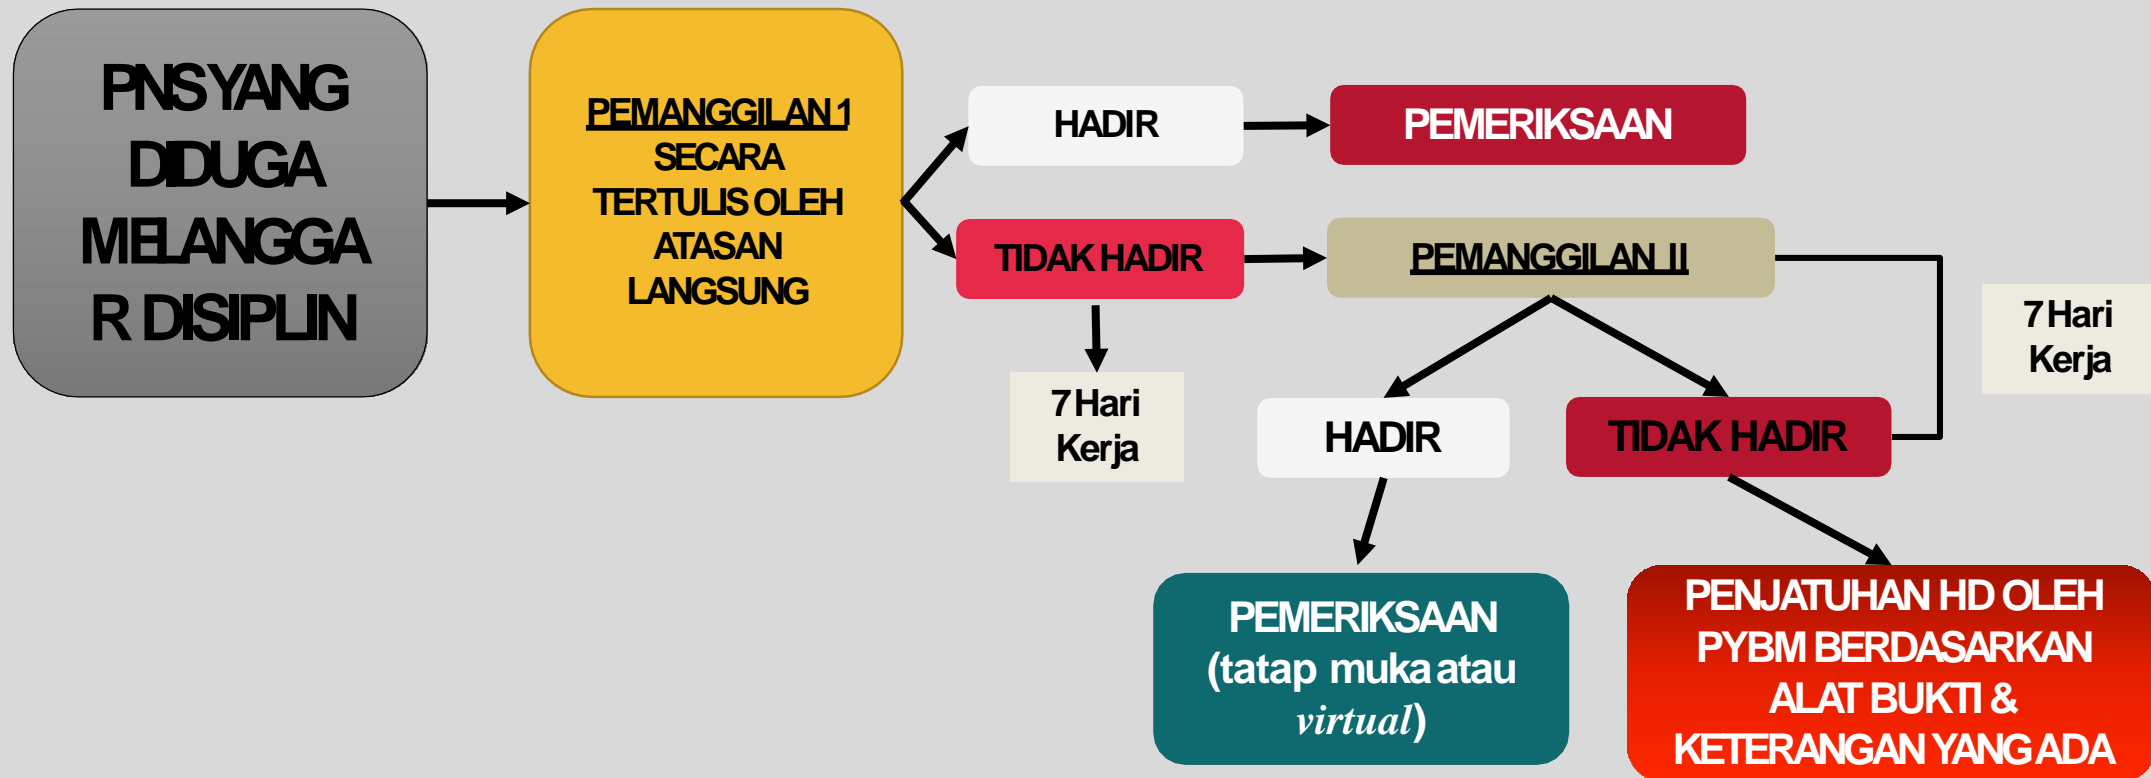 PNS YANG
DIDUGA
MELANGGA
R DISIPLIN
PEMANGGILAN 1
SECARA
TERTULIS OLEH
ATASAN
LANGSUNG
HADIR
PEMERIKSAAN
TIDAK HADIR
PEMANGGILAN II
7 Hari
Kerja
7 Hari
Kerja
HADIR
TIDAK HADIR
PEMERIKSAAN
(tatap muka atau
virtual)
PENJATUHAN HD OLEH
PYBM BERDASARKAN
ALAT BUKTI &
KETERANGAN YANG ADA